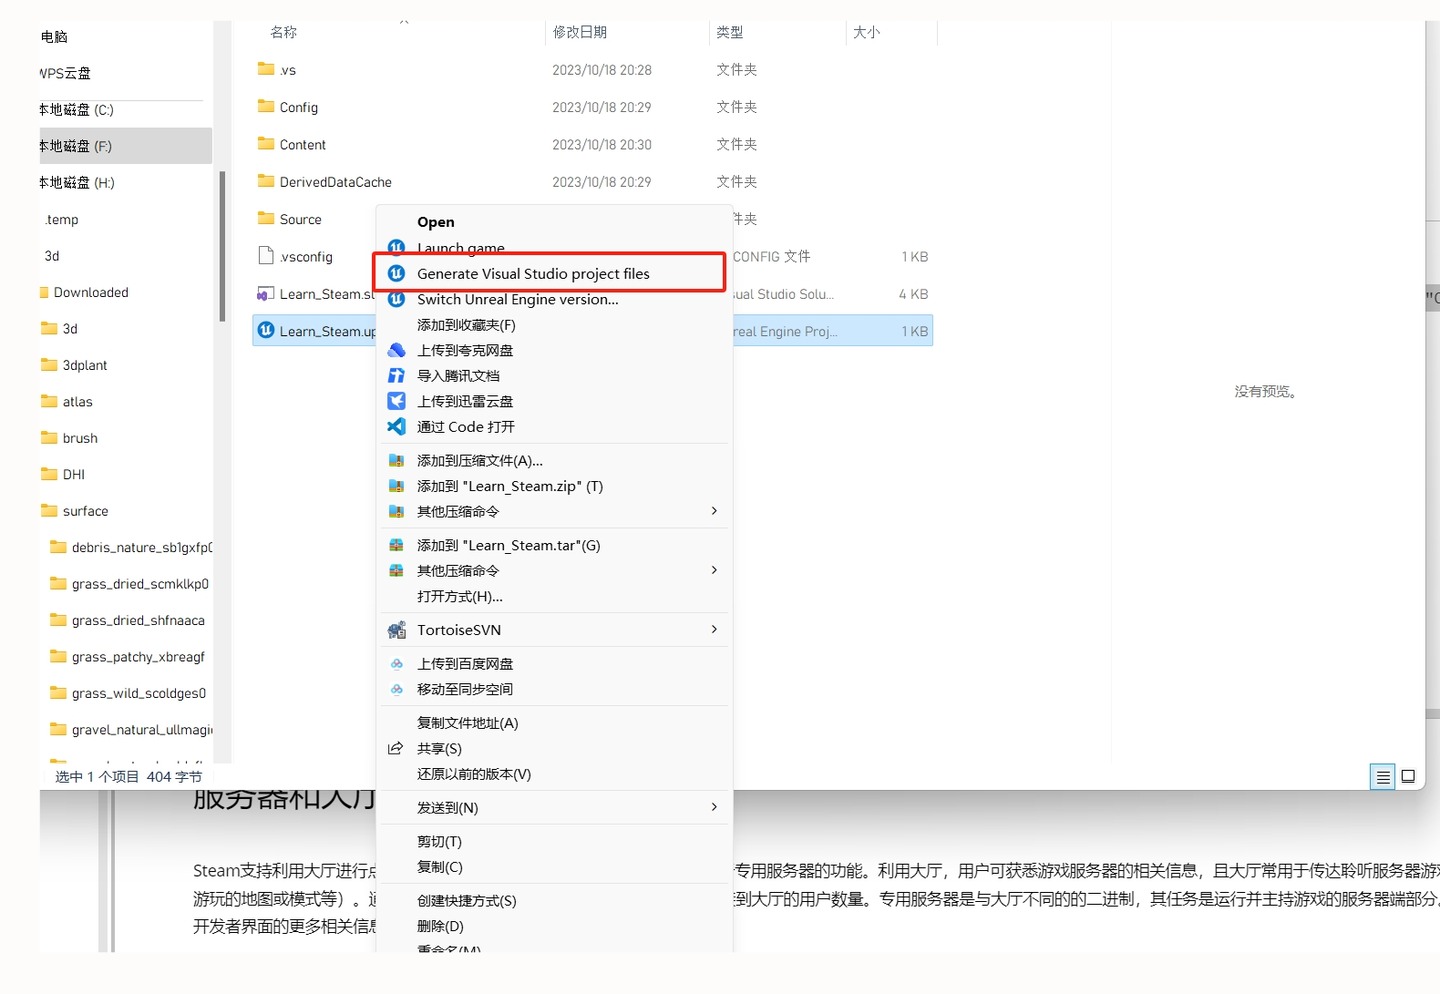 名称 修改日期 类型 大小
电脑
WPS云盘
本地磁盘 (C:)
本地磁盘 (F:)
本地磁盘 (H:)
.temp
3d
Downloaded
3d
3dplant
atlas
brush
DHI
surface
debris_nature_sb1gxfp0
grass_dried_scmklkp0
grass_dried_shfnaaca
grass_patchy_xbreagf
grass_wild_scoldges0
gravel_natural_ullmagi
选中 1 个项目 404 字节
.vs 2023/10/18 20:28 文件夹
Config 2023/10/18 20:29 文件夹
Content 2023/10/18 20:30 文件夹
DerivedDataCache 2023/10/18 20:29 文件夹
Source 件夹
.vsconfig CONFIG 文件 1 KB
Learn_Steam.sl sual Studio Solu... 4 KB
Learn_Steam.up real Engine Proj... 1 KB
没有预览。
Open
Launch game
Generate Visual Studio project files
Switch Unreal Engine version...
添加到收藏夹(F)
上传到夸克网盘
导入腾讯文档
上传到迅雷云盘
通过 Code 打开
添加到压缩文件(A)...
添加到 "Learn_Steam.zip" (T)
其他压缩命令
添加到 "Learn_Steam.tar"(G)
其他压缩命令
打开方式(H)...
TortoiseSVN
上传到百度网盘
移动至同步空间
复制文件地址(A)
共享(S)
还原以前的版本(V)
发送到(N)
剪切(T)
复制(C)
创建快捷方式(S)
删除(D)
重命名(M)
服务器和大厅
Steam支持利用大厅进行 专用服务器的功能。利用大厅，用户可获悉游戏服务器的相关信息，且大厅常用于传达聆听服务器游戏
游玩的地图或模式等）。 到大厅的用户数量。专用服务器是与大厅不同的的二进制，其任务是运行并主持游戏的服务器端部分。
开发者界面的更多相关信息